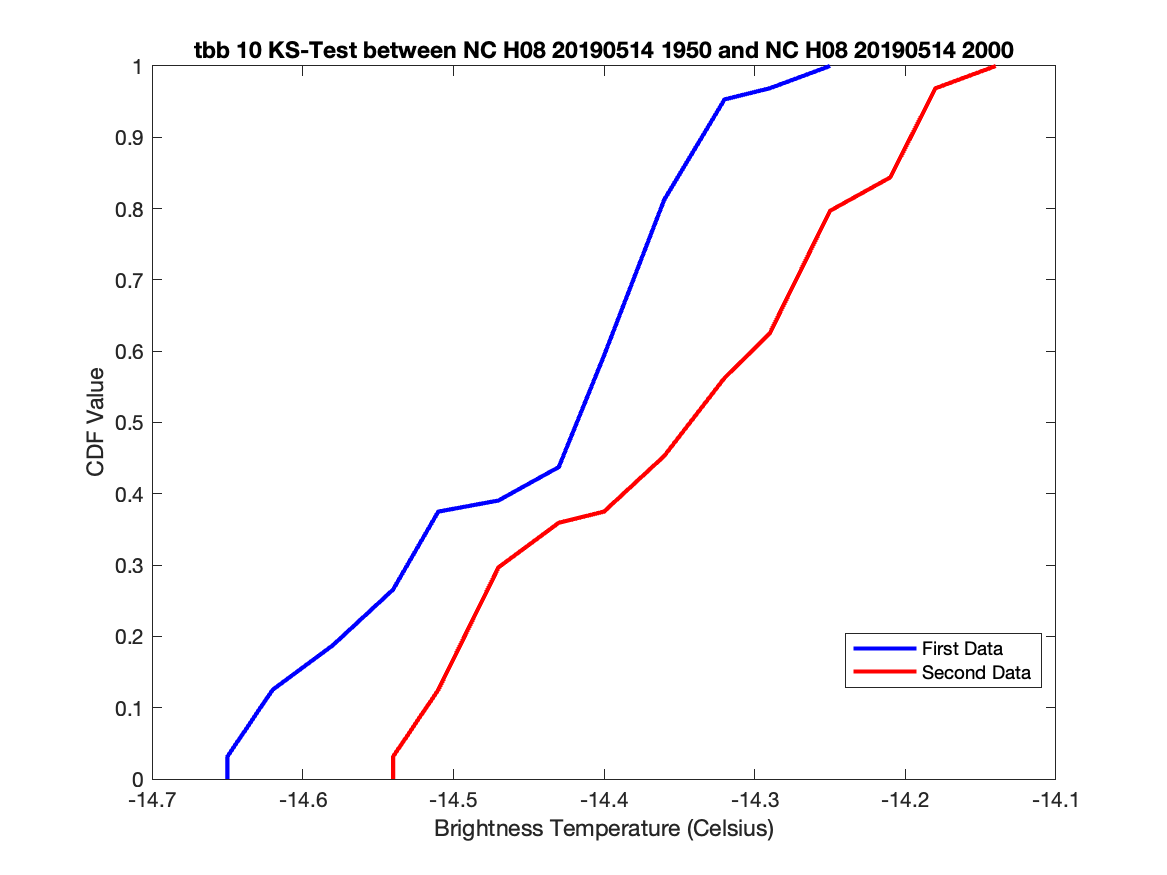 tbb 10 KS-Test between NC H08 20190514 1950 and NC H08 20190514 2000
1
0.9
0.8
0.7
0.6
0.5
0.4
0.3
0.2
0.1
0
CDF Value
First Data
Second Data
-14.7 -14.6 -14.5 -14.4 -14.3 -14.2 -14.1
Brightness Temperature (Celsius)